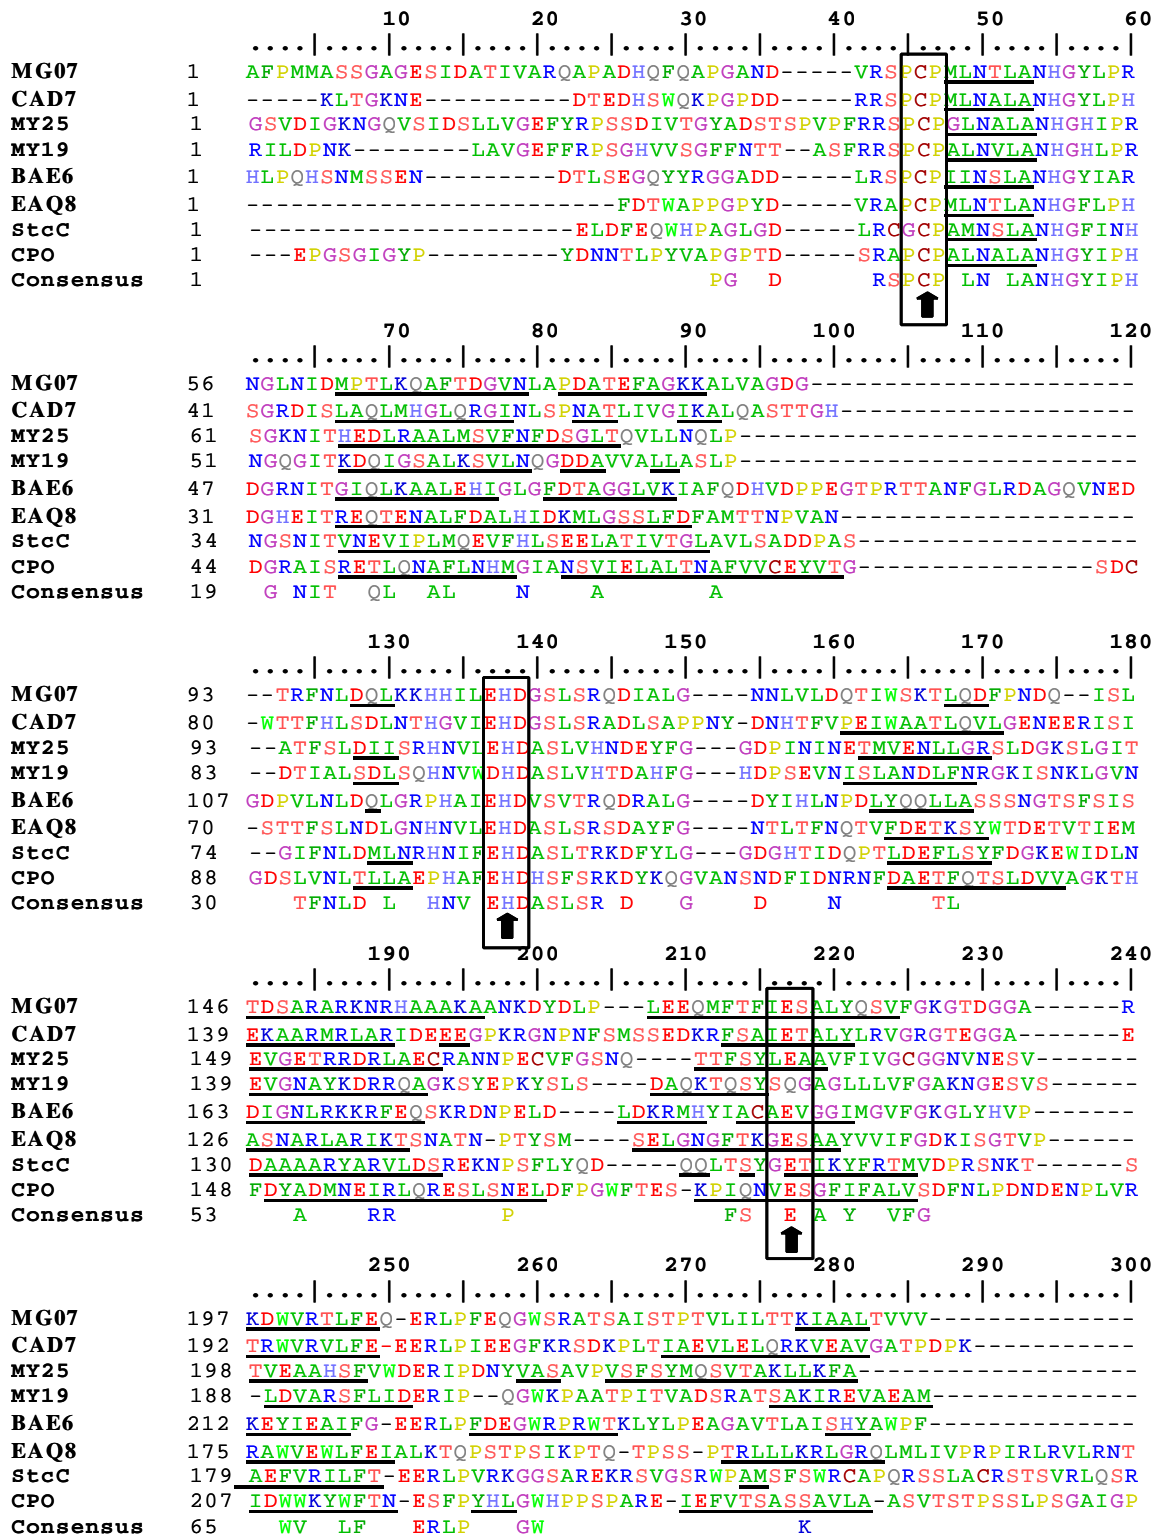 10 20 30 40 50 60
MG07 1 AFPMMASSGAGESIDATIVARQAPADHQFQAPGAND-----VRSPCPMLNTLANHGYLPR
CAD7 1 -----KLTGKNE----------DTEDHSWQKPGPDD-----RRSPCPMLNALANHGYLPH
MY25 1 GSVDIGKNGQVSIDSLLVGEFYRPSSDIVTGYADSTSPVPFRRSPCPGLNALANHGHIPR
MY19 1 RILDPNK--------LAVGEFFRPSGHVVSGFFNTT--ASFRRSPCPALNVLANHGHLPR
BAE6 1 HLPQHSNMSSEN---------DTLSEGQYYRGGADD-----LRSPCPIINSLANHGYIAR
EAQ8 1 -------------------------FDTWAPPGPYD-----VRAPCPMLNTLANHGFLPH
StcC 1 ----------------------ELDFEQWHPAGLGD-----LRCGCPAMNSLANHGFINH
CPO 1 ---EPGSGIGYP---------YDNNTLPYVAPGPTD-----SRAPCPALNALANHGYIPH
Consensus 1 PG D RSPCP LN LANHGYIPH
70 80 90 100 110 120
MG07 56 NGLNIDMPTLKQAFTDGVNLAPDATEFAGKKALVAGDG----------------------
CAD7 41 SGRDISLAQLMHGLQRGINLSPNATLIVGIKALQASTTGH--------------------
MY25 61 SGKNITHEDLRAALMSVFNFDSGLTQVLLNQLP---------------------------
MY19 51 NGQGITKDQIGSALKSVLNQGDDAVVALLASLP---------------------------
BAE6 47 DGRNITGIQLKAALEHIGLGFDTAGGLVKIAFQDHVDPPEGTPRTTANFGLRDAGQVNED
EAQ8 31 DGHEITREQTENALFDALHIDKMLGSSLFDFAMTTNPVAN--------------------
StcC 34 NGSNITVNEVIPLMQEVFHLSEELATIVTGLAVLSADDPAS-------------------
CPO 44 DGRAISRETLQNAFLNHMGIANSVIELALTNAFVVCEYVTG----------------SDC
Consensus 19 G NIT QL AL N A A
130 140 150 160 170 180
MG07 93 --TRFNLDQLKKHHILEHDGSLSRQDIALG----NNLVLDQTIWSKTLQDFPNDQ--ISL
CAD7 80 -WTTFHLSDLNTHGVIEHDGSLSRADLSAPPNY-DNHTFVPEIWAATLQVLGENEERISI
MY25 93 --ATFSLDIISRHNVLEHDASLVHNDEYFG---GDPININETMVENLLGRSLDGKSLGIT
MY19 83 --DTIALSDLSQHNVWDHDASLVHTDAHFG---HDPSEVNISLANDLFNRGKISNKLGVN
BAE6 107 GDPVLNLDQLGRPHAIEHDVSVTRQDRALG----DYIHLNPDLYQQLLASSSNGTSFSIS
EAQ8 70 -STTFSLNDLGNHNVLEHDASLSRSDAYFG----NTLTFNQTVFDETKSYWTDETVTIEM
StcC 74 --GIFNLDMLNRHNIFEHDASLTRKDFYLG---GDGHTIDQPTLDEFLSYFDGKEWIDLN
CPO 88 GDSLVNLTLLAEPHAFEHDHSFSRKDYKQGVANSNDFIDNRNFDAETFQTSLDVVAGKTH
Consensus 30 TFNLD L HNV EHDASLSR D G D N TL
190 200 210 220 230 240
MG07 146 TDSARARKNRHAAAKAANKDYDLP---LEEQMFTFIESALYQSVFGKGTDGGA------R
CAD7 139 EKAARMRLARIDEEEGPKRGNPNFSMSSEDKRFSAIETALYLRVGRGTEGGA-------E
MY25 149 EVGETRRDRLAECRANNPECVFGSNQ----TTFSYLEAAVFIVGCGGNVNESV-------
MY19 139 EVGNAYKDRRQAGKSYEPKYSLS----DAQKTQSYSQGAGLLLVFGAKNGESVS------
BAE6 163 DIGNLRKKRFEQSKRDNPELD----LDKRMHYIACAEVGGIMGVFGKGLYHVP-------
EAQ8 126 ASNARLARIKTSNATN-PTYSM----SELGNGFTKGESAAYVVIFGDKISGTVP------
StcC 130 DAAAARYARVLDSREKNPSFLYQD-----QQLTSYGETIKYFRTMVDPRSNKT------S
CPO 148 FDYADMNEIRLQRESLSNELDFPGWFTES-KPIQNVESGFIFALVSDFNLPDNDENPLVR
Consensus 53 A RR P FS E A Y VFG
250 260 270 280 290 300
MG07 197 KDWVRTLFEQ-ERLPFEQGWSRATSAISTPTVLILTTKIAALTVVV--------------
CAD7 192 TRWVRVLFE-EERLPIEEGFKRSDKPLTIAEVLELQRKVEAVGATPDPK-----------
MY25 198 TVEAAHSFVWDERIPDNYVASAVPVSFSYMQSVTAKLLKFA-------------------
MY19 188 -LDVARSFLIDERIP--QGWKPAATPITVADSRATSAKIREVAEAM--------------
BAE6 212 KEYIEAIFG-EERLPFDEGWRPRWTKLYLPEAGAVTLAISHYAWPF--------------
EAQ8 175 RAWVEWLFEIALKTQPSTPSIKPTQ-TPSS-PTRLLLKRLGRQLMLIVPRPIRLRVLRNT
StcC 179 AEFVRILFT-EERLPVRKGGSAREKRSVGSRWPAMSFSWRCAPQRSSLACRSTSVRLQSR
CPO 207 IDWWKYWFTN-ESFPYHLGWHPPSPARE-IEFVTSASSAVLA-ASVTSTPSSLPSGAIGP
Consensus 65 WV LF ERLP GW K